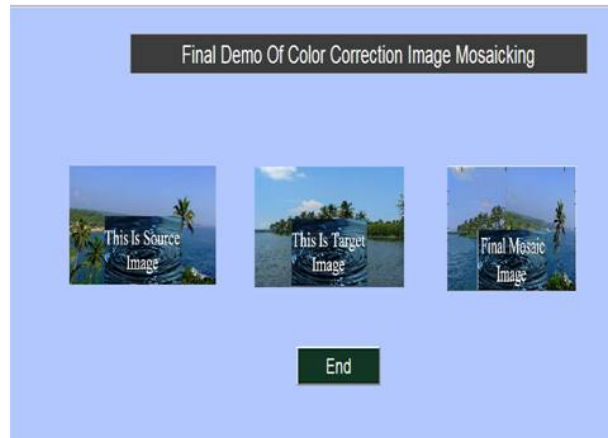 Final Demo Of Color Correction Image Mosaicking
This Is Source
Image
This Is Target
Image
Final Mosaic
Image
End